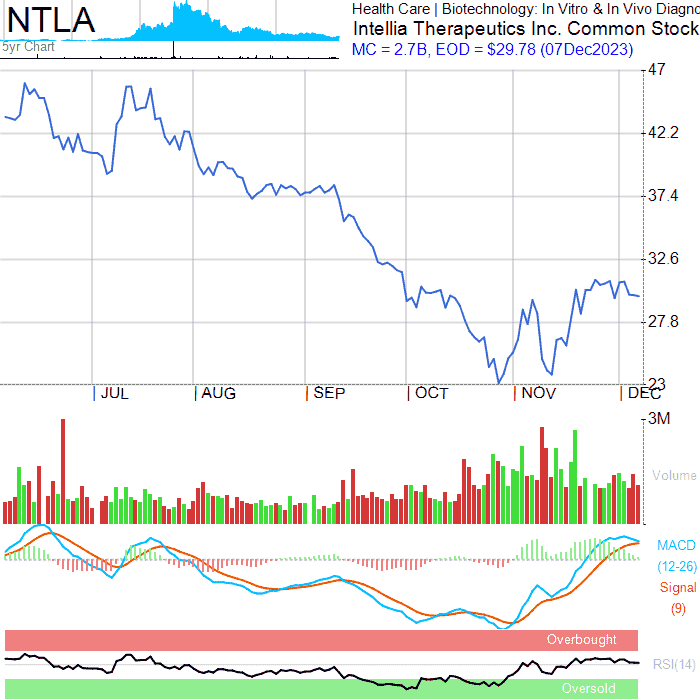 NTLA
5yr Chart
Health Care | Biotechnology: In Vitro & In Vivo Diagno
Intellia Therapeutics Inc. Common Stock
MC = 2.7B, EOD = $29.78 (07Dec2023)
47
42.2
37.4
32.6
27.8
23
JUL
AUG
SEP
OCT
NOV
DEC
3M
Volume
MACD
(12-26)
Signal
(9)
Overbought
RSI(14)
Oversold